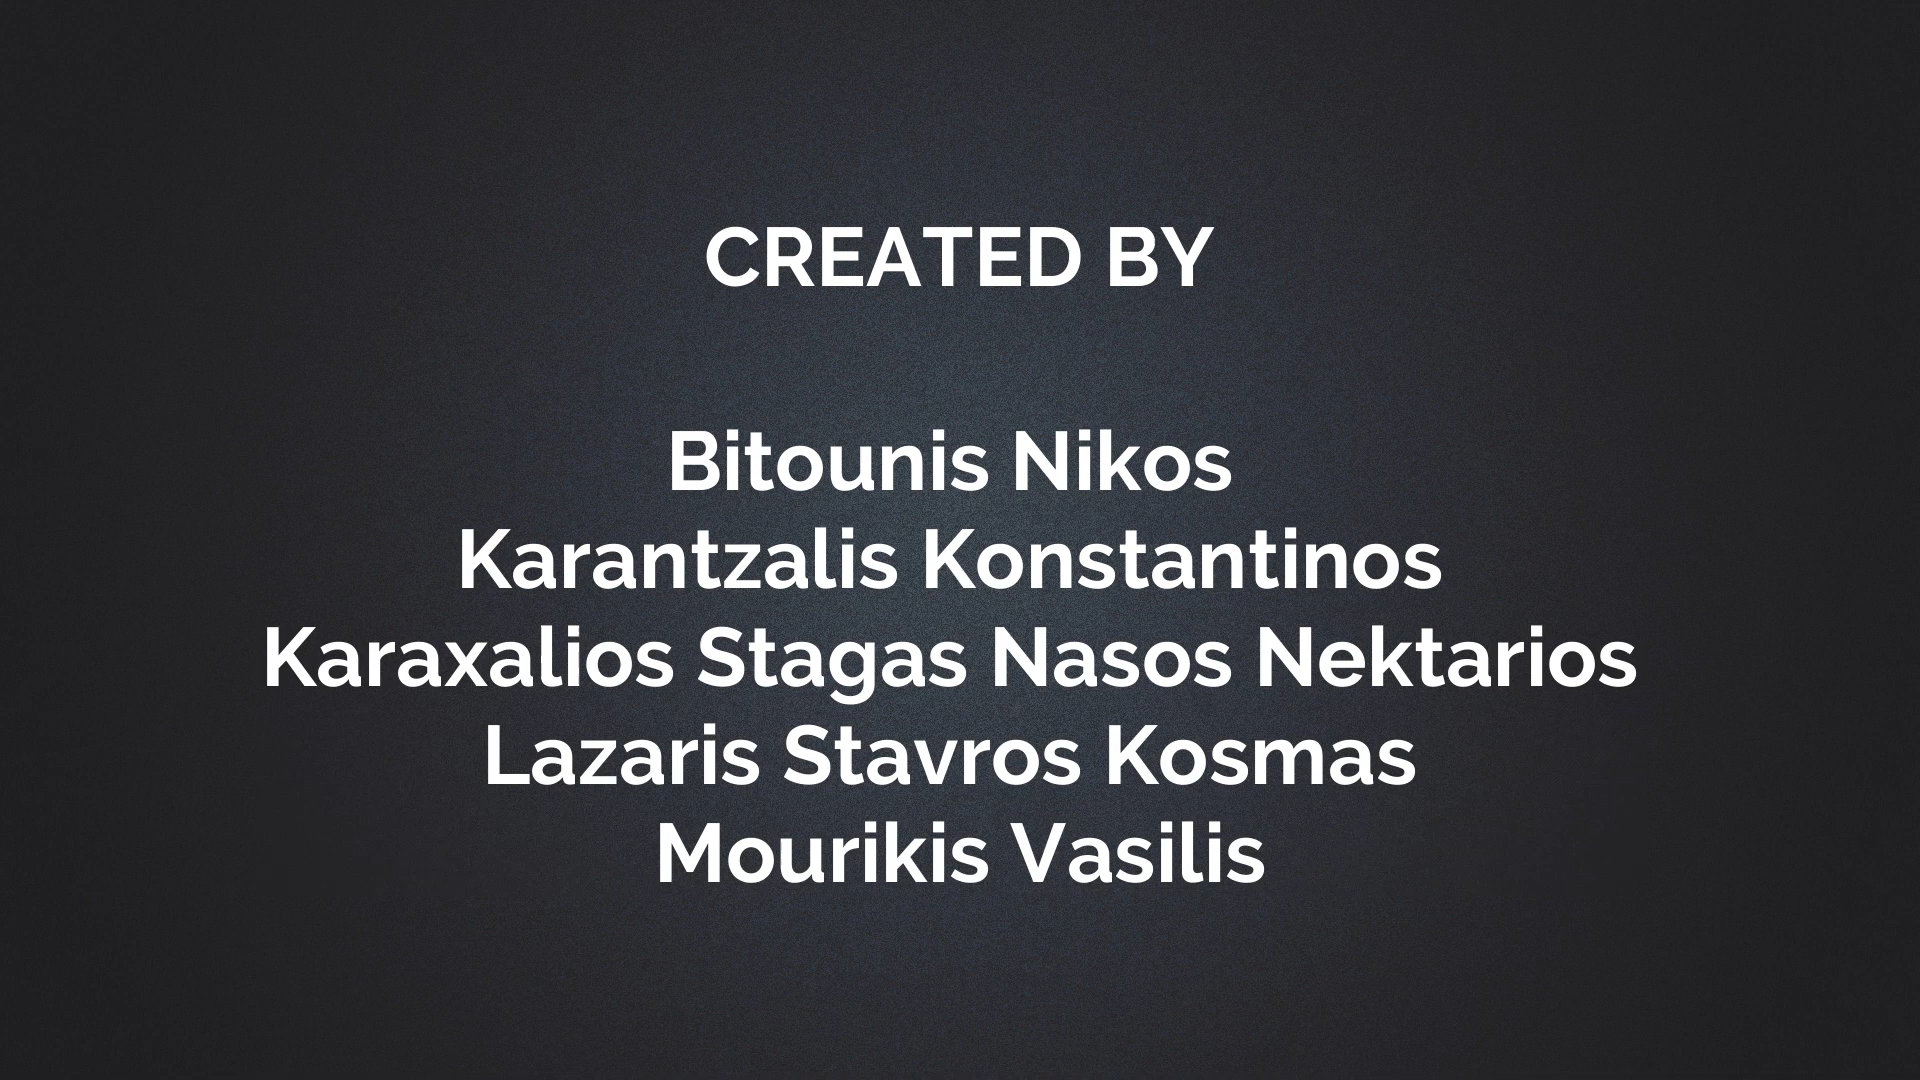 CREATED BY
Bitounis Nikos
Karantzalis Konstantinos
Karaxalios Stagas Nasos Nektarios
Lazaris Stavros Kosmas
Mourikis Vasilis